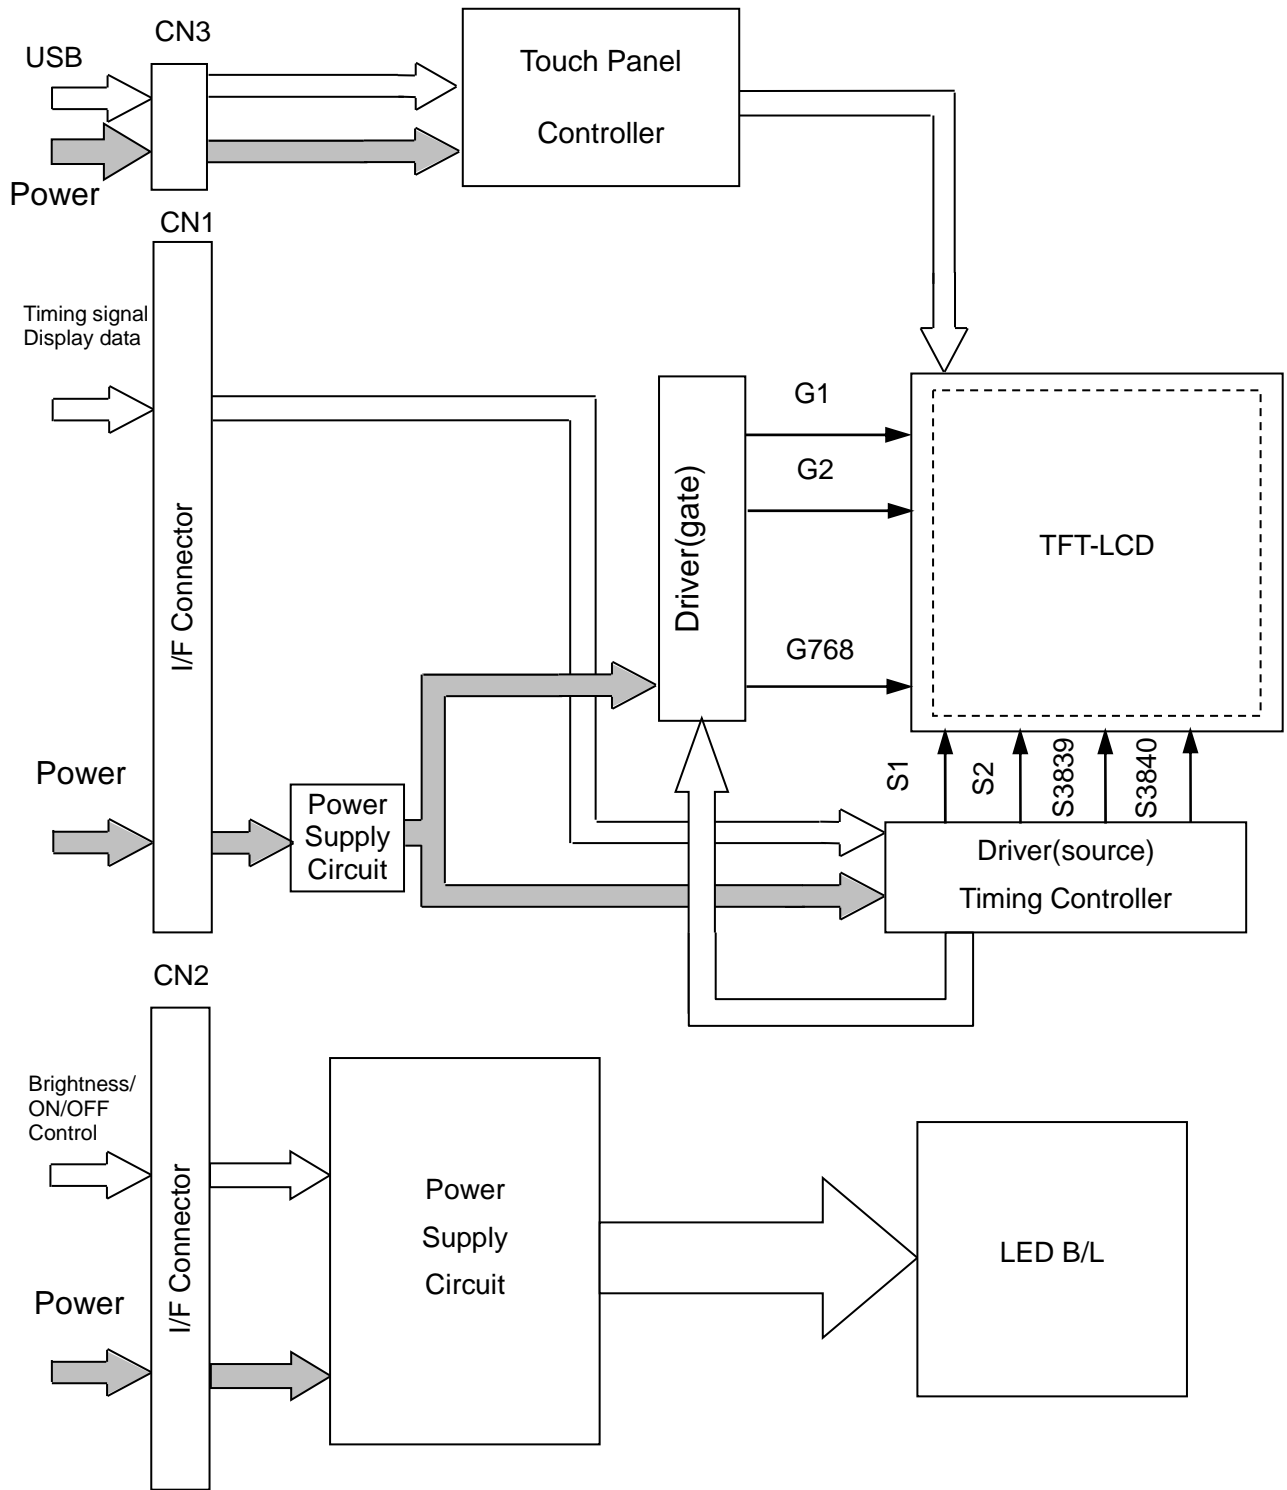 CN3
USB
Power
Touch Panel
Controller
CN1
Timing signal
Display data
I/F Connector
Power
Power
Supply
Circuit
Driver(gate)
G1
G2
G768
TFT-LCD
S1
S2
S3839
S3840
Driver(source)
Timing Controller
CN2
Brightness/
ON/OFF
Control
I/F Connector
Power
Power
Supply
Circuit
LED B/L